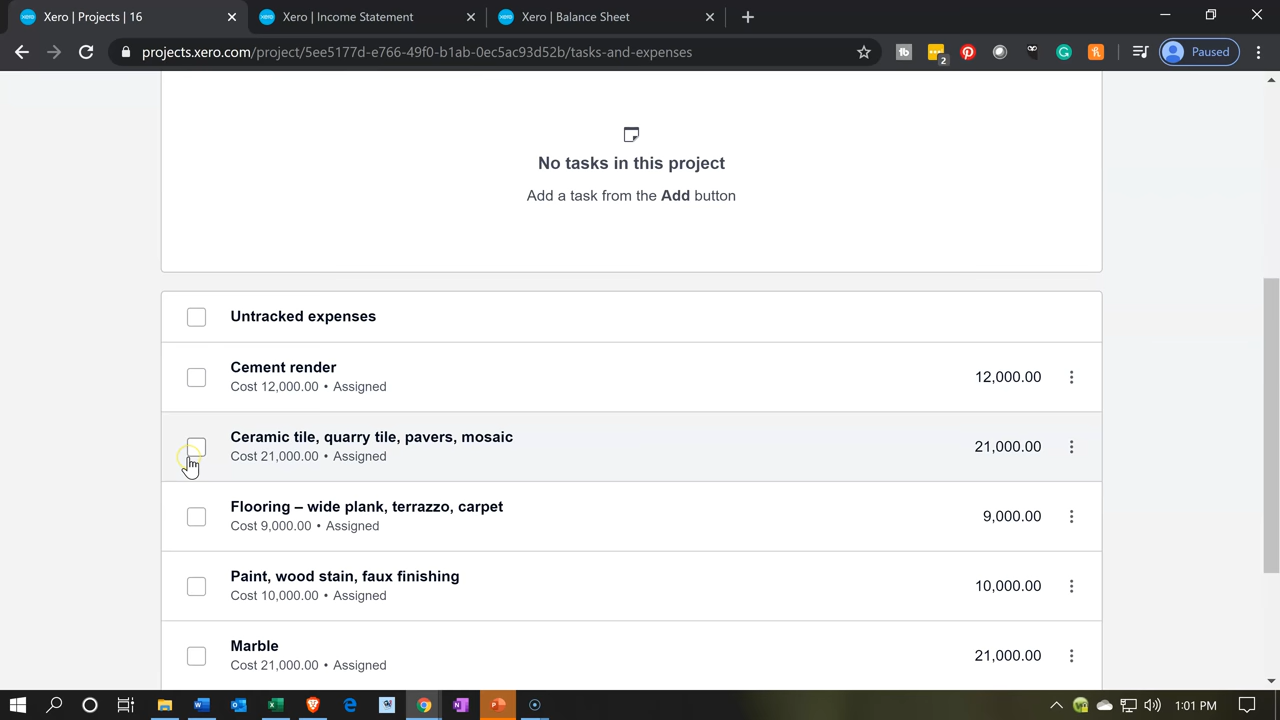 Xero | Projects | 16
Xero | Income Statement
Xero | Balance Sheet
projects.xero.com/project/5ee5177d-e766-49f0-b1ab-0ec5ac93d52b/tasks-and-expenses
2
Paused
No tasks in this project
Add a task from the Add button
Untracked expenses
Cement render
Cost 12,000.00 • Assigned
12,000.00
Ceramic tile, quarry tile, pavers, mosaic
Cost 21,000.00 • Assigned
21,000.00
Flooring – wide plank, terrazzo, carpet
Cost 9,000.00 • Assigned
9,000.00
Paint, wood stain, faux finishing
Cost 10,000.00 • Assigned
10,000.00
Marble
Cost 21,000.00 • Assigned
21,000.00
1:01 PM